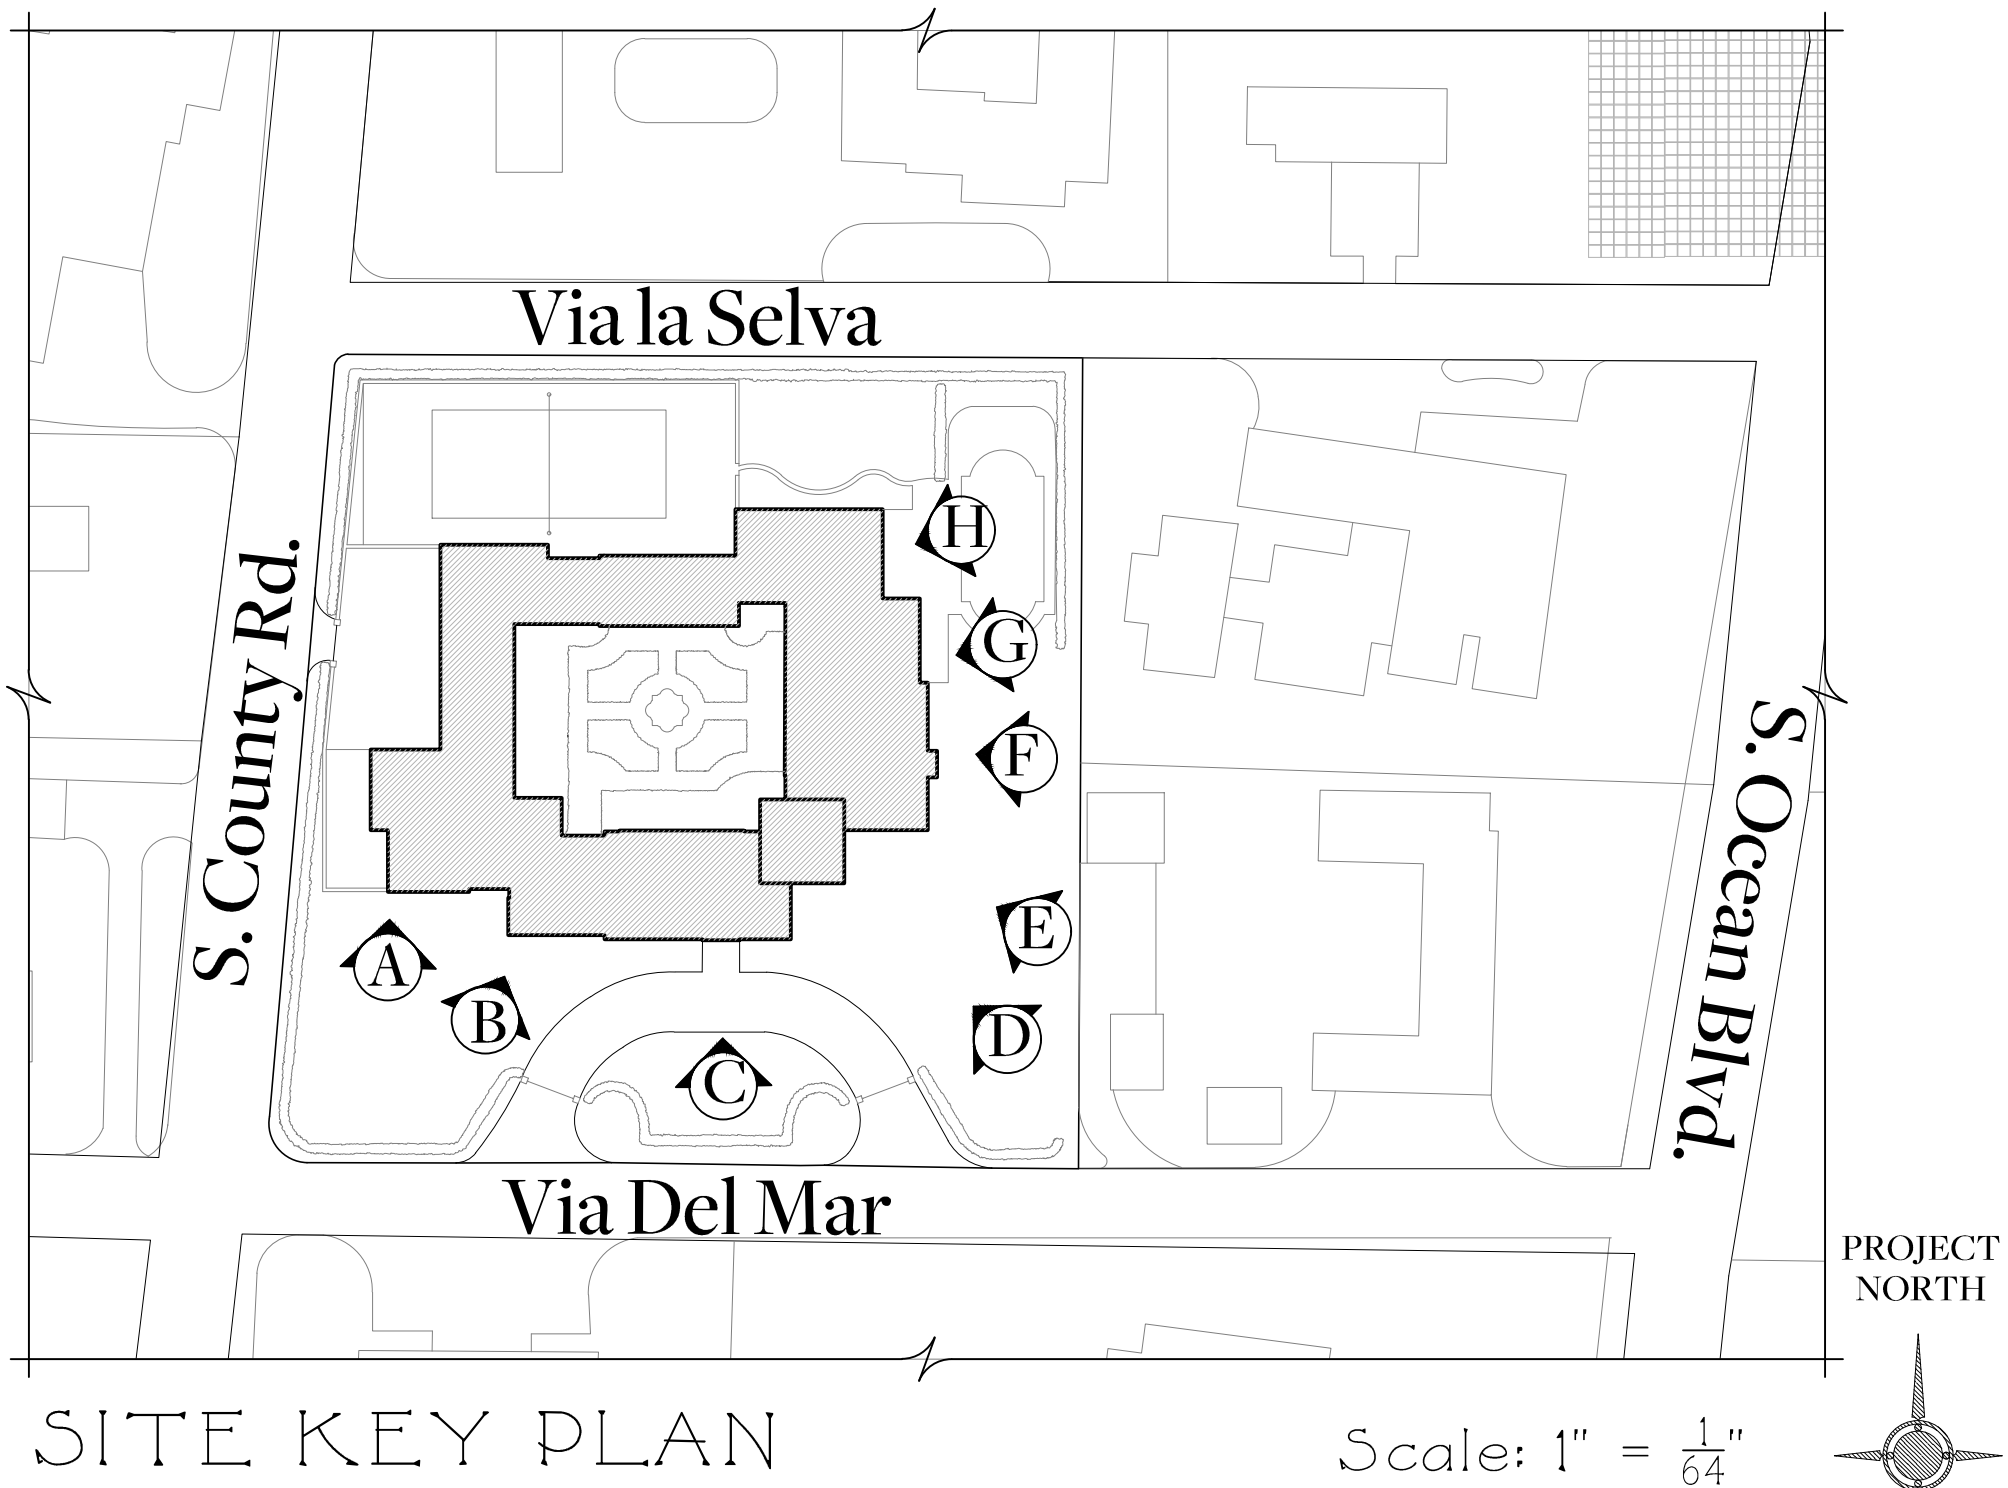 Via la Selva
S. County Rd.
H
G
F
E
A
B
D
C
S. Ocean Blvd.
Via Del Mar
PROJECT
NORTH
SITE KEY PLAN
Scale: 1" = 1/64"